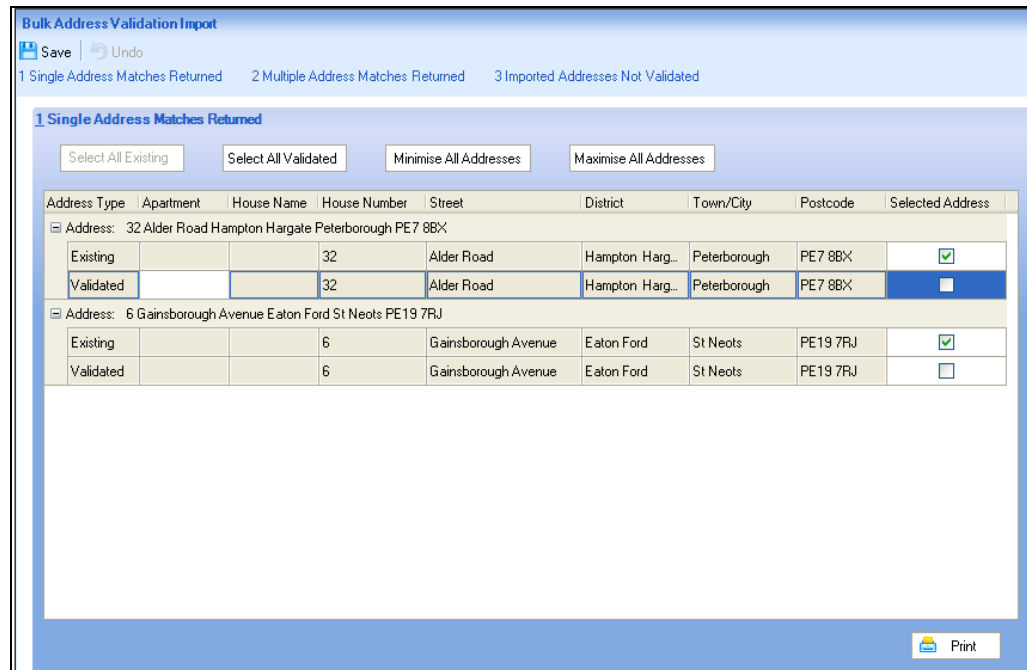 Bulk Address Validation Import
Save Undo
1 Single Address Matches Returned 2 Multiple Address Matches Returned 3 Imported Addresses Not Validated
1 Single Address Matches Returned
Select All Existing Select All Validated Minimise All Addresses Maximise All Addresses
Address Type Apartment House Name House Number Street District Town/City Postcode Selected Address
Address: 32 Alder Road Hampton Hargate Peterborough PE7 8BX
Existing 32 Alder Road Hampton Harg... Peterborough PE7 8BX
Validated 32 Alder Road Hampton Harg... Peterborough PE7 8BX
Address: 6 Gainsborough Avenue Eaton Ford St Neots PE19 7RJ
Existing 6 Gainsborough Avenue Eaton Ford St Neots PE19 7RJ
Validated 6 Gainsborough Avenue Eaton Ford St Neots PE19 7RJ
Print